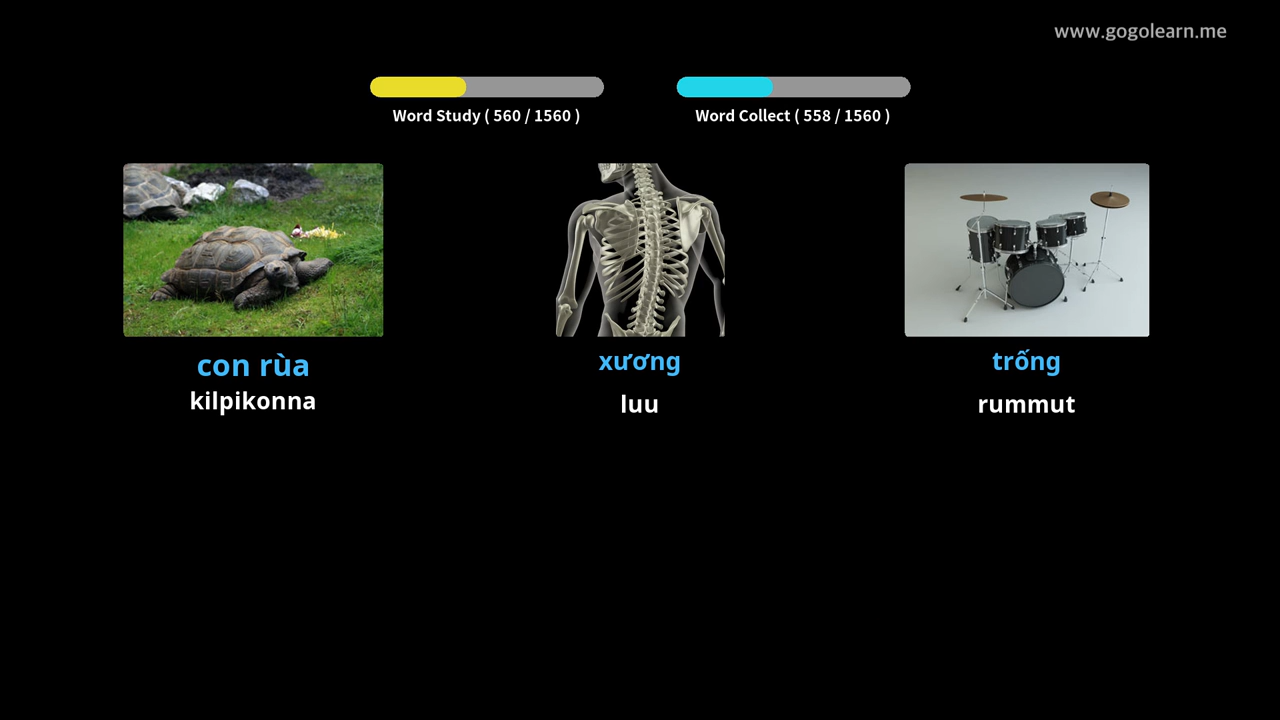 www.gogolearn.me
Word Study ( 560 / 1560 )
Word Collect ( 558 / 1560 )
con rùa
kilpikonna
xương
luu
trống
rummut